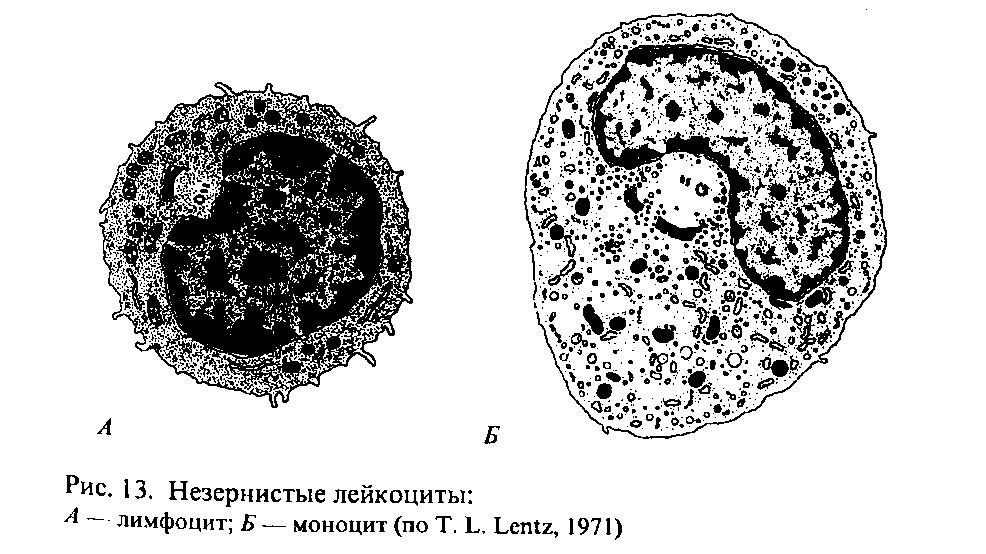 А
Б
Рис. 13. Незернистые лейкоциты:
А — лимфоцит; Б — моноцит (по T. L. Lentz, 1971)